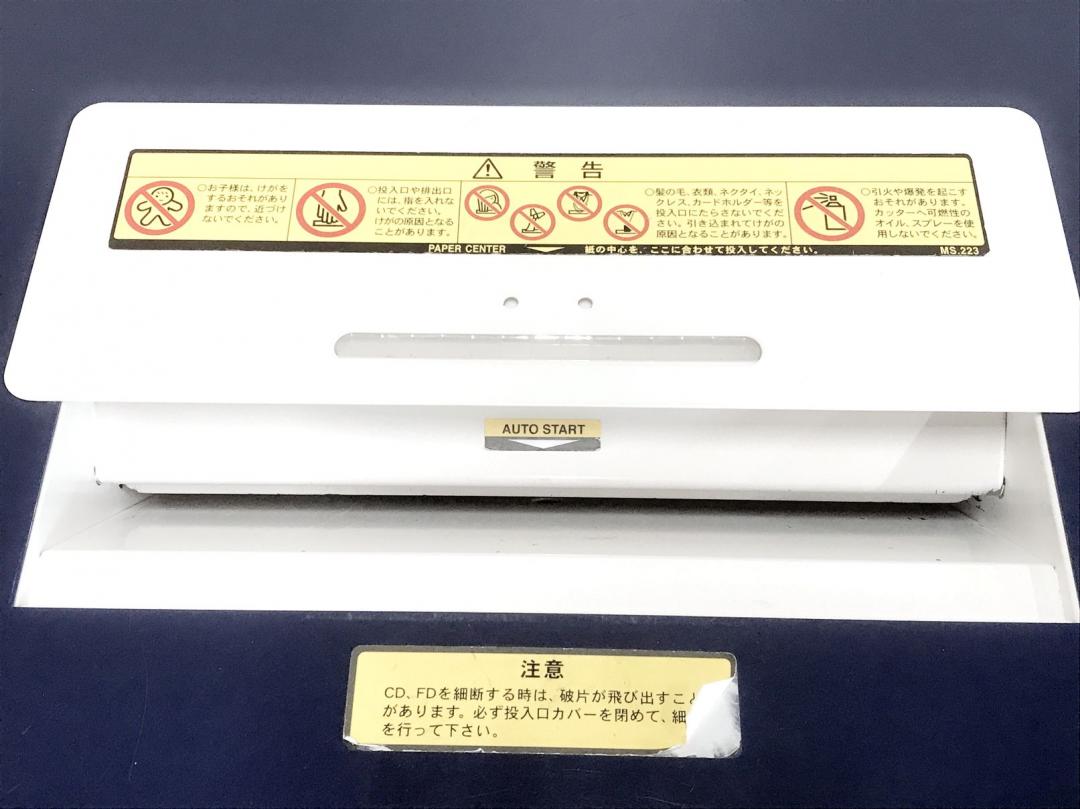 警告
○お子様は、けがを
するおそれがあり
ますので、近づけ
ないでください。
○投入口や排出口
には、指を入れな
いでください。
けがの原因となる
ことがあります。
○髪の毛、衣類、ネクタイ、ネッ
クレス、カードホルダー等を
投入口にたらさないでくだ
さい。引き込まれてけがの
原因となることがあります。
○引火や爆発を起こす
おそれがあります。
カッターへ可燃性の
オイル、スプレーを使
用しないでください。
PAPER CENTER 紙の中心を、ここに合わせて投入してください。 MS.223
AUTO START
注意
CD、FDを細断する時は、破片が飛び出すこ
があります。必ず投入口カバーを閉めて、細
を行って下さい。